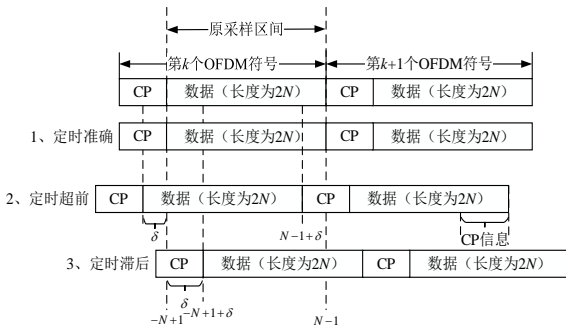 原采样区间
第k个OFDM符号 第k+1个OFDM符号
CP 数据（长度为2N） CP 数据（长度为2N）
1、定时准确 CP 数据（长度为2N） CP 数据（长度为2N）
2、定时超前 CP 数据（长度为2N） CP 数据（长度为2N）
δ N−1+δ CP信息
3、定时滞后 CP 数据（长度为2N） CP 数据（长度为2N）
δ
−N+1 −N+1+δ N−1